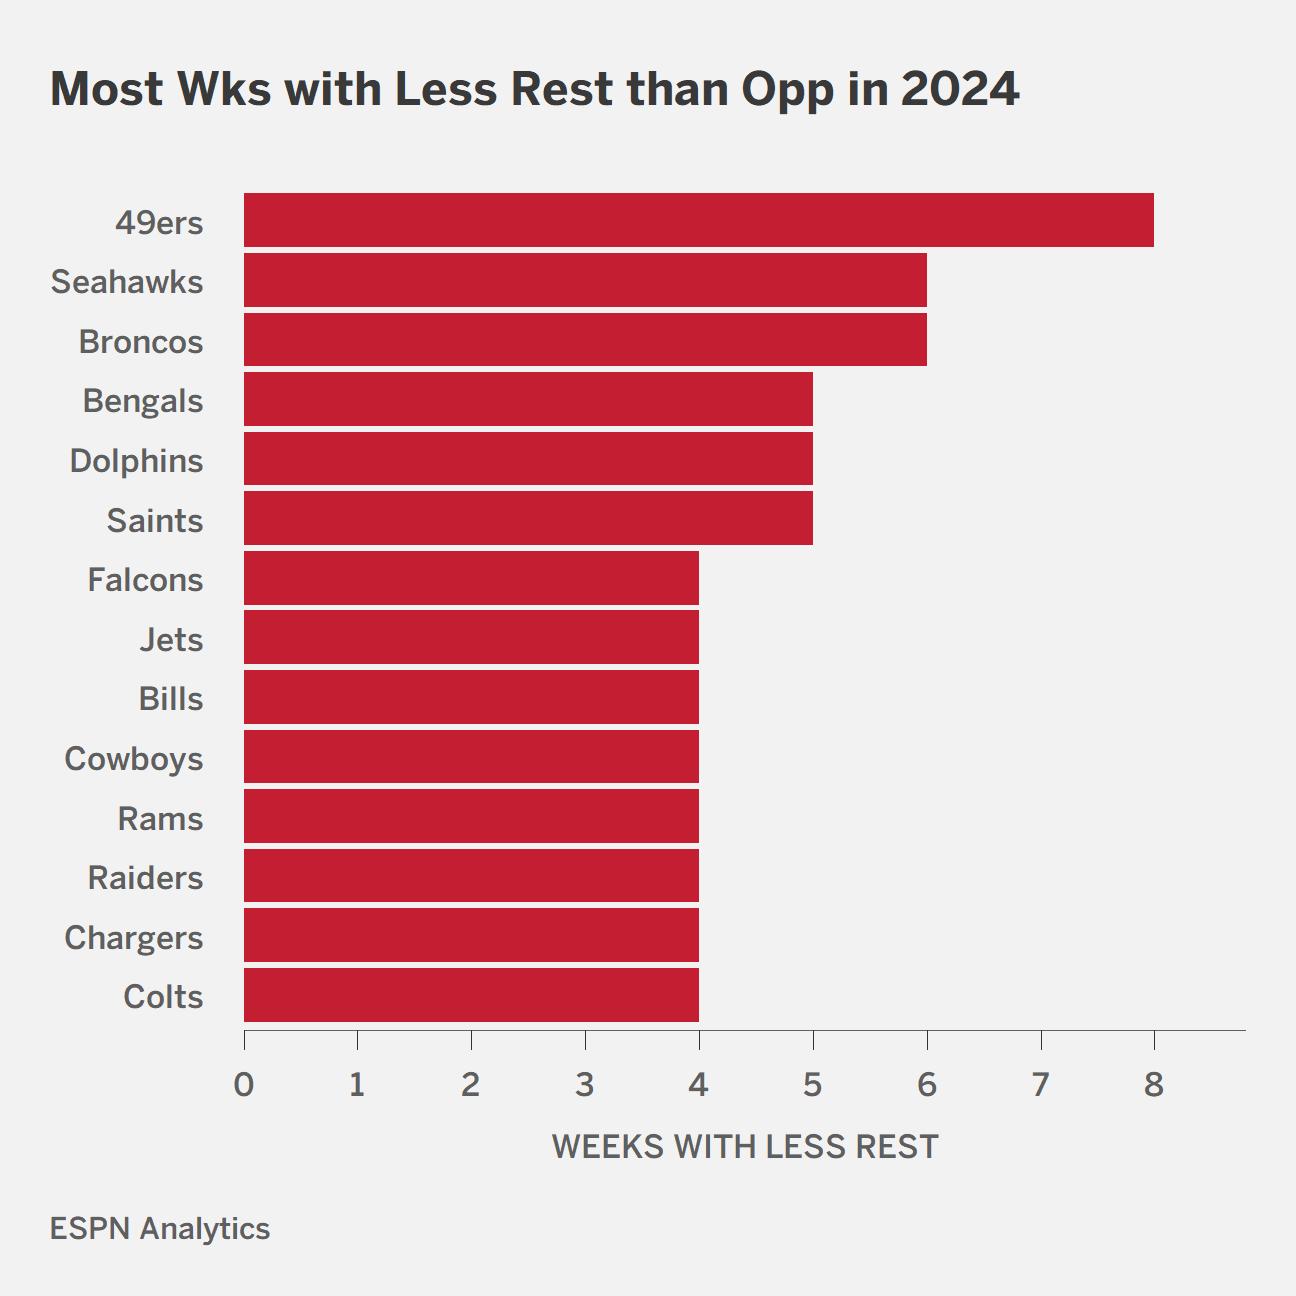 Most Wks with Less Rest than Opp in 2024
49ers
Seahawks
Broncos
Bengals
Dolphins
Saints
Falcons
Jets
Bills
Cowboys
Rams
Raiders
Chargers
Colts
0 1 2 3 4 5 6 7 8
WEEKS WITH LESS REST
ESPN Analytics